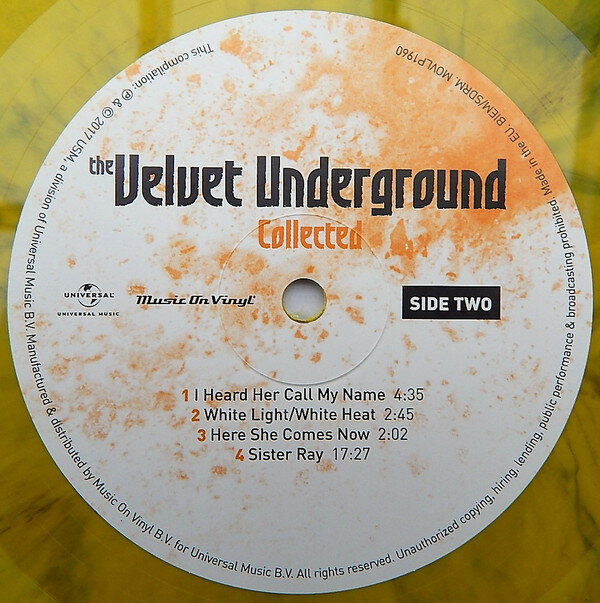 This compilation: ℗ & © 2017 USM, a division of Universal Music B.V. Manufactured & distributed by Music On Vinyl B.V. for Universal Music B.V. All rights reserved. Unauthorized copying, hiring, lending, public performance & broadcasting prohibited. Made in the EU. BIEM/SDRM. MOVLP1960
the Velvet Underground
Collected
UNIVERSAL
UNIVERSAL MUSIC
Music On Vinyl
SIDE TWO
1 I Heard Her Call My Name 4:35
2 White Light/White Heat 2:45
3 Here She Comes Now 2:02
4 Sister Ray 17:27